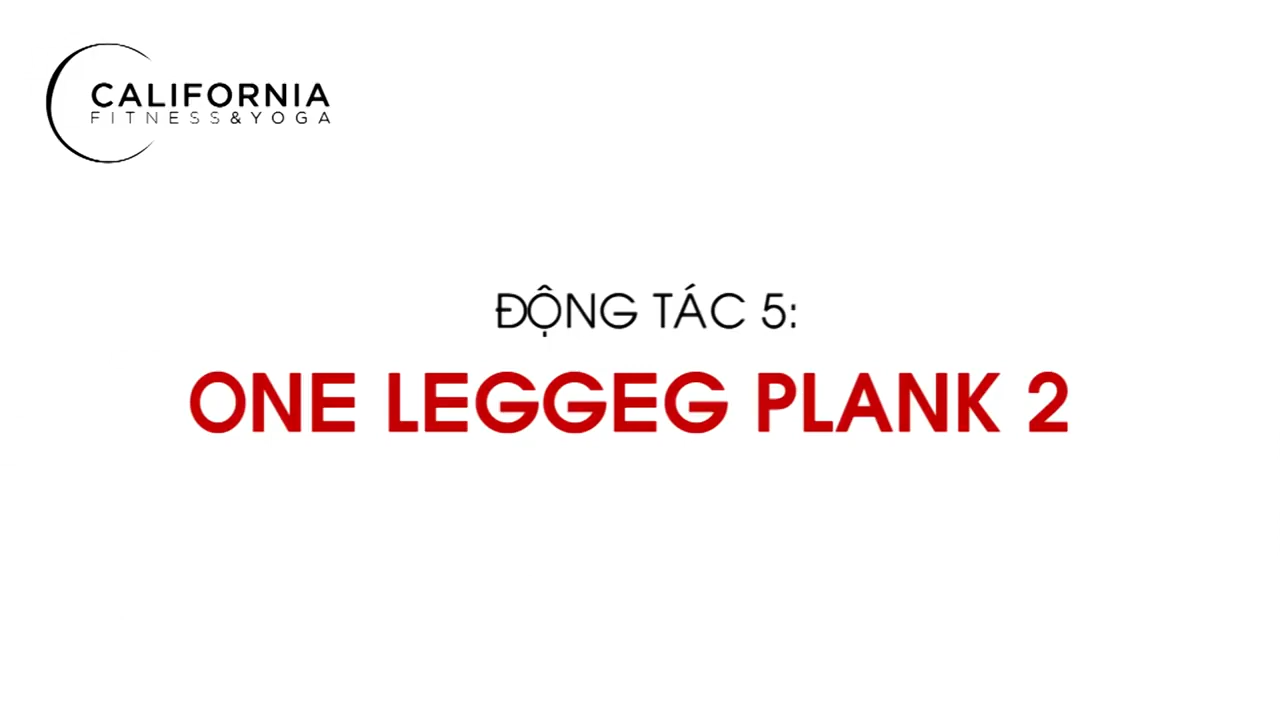 CALIFORNIA
FITNESS&YOGA
ĐỘNG TÁC 5:
ONE LEGGEG PLANK 2